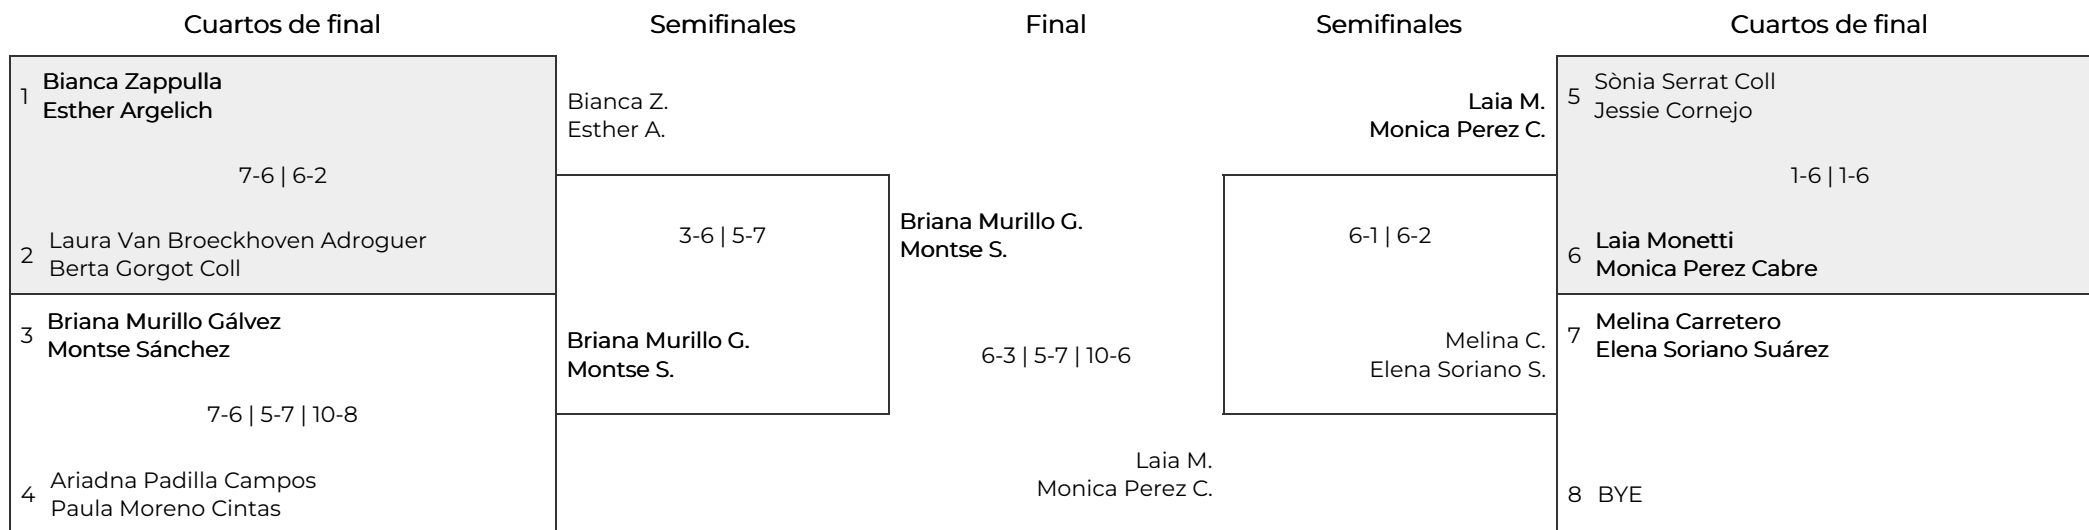 Cuartos de final
Semifinales
Final
Semifinales
Cuartos de final
1
Bianca Zappulla
Esther Argelich
7-6 | 6-2
2
Laura Van Broeckhoven Adroguer
Berta Gorgot Coll
3
Briana Murillo Gálvez
Montse Sánchez
7-6 | 5-7 | 10-8
4
Ariadna Padilla Campos
Paula Moreno Cintas
Bianca Z.
Esther A.
3-6 | 5-7
Briana Murillo G.
Montse S.
Briana Murillo G.
Montse S.
6-3 | 5-7 | 10-6
Laia M.
Monica Perez C.
Laia M.
Monica Perez C.
6-1 | 6-2
Melina C.
Elena Soriano S.
5
Sònia Serrat Coll
Jessie Cornejo
1-6 | 1-6
6
Laia Monetti
Monica Perez Cabre
7
Melina Carretero
Elena Soriano Suárez
8 BYE